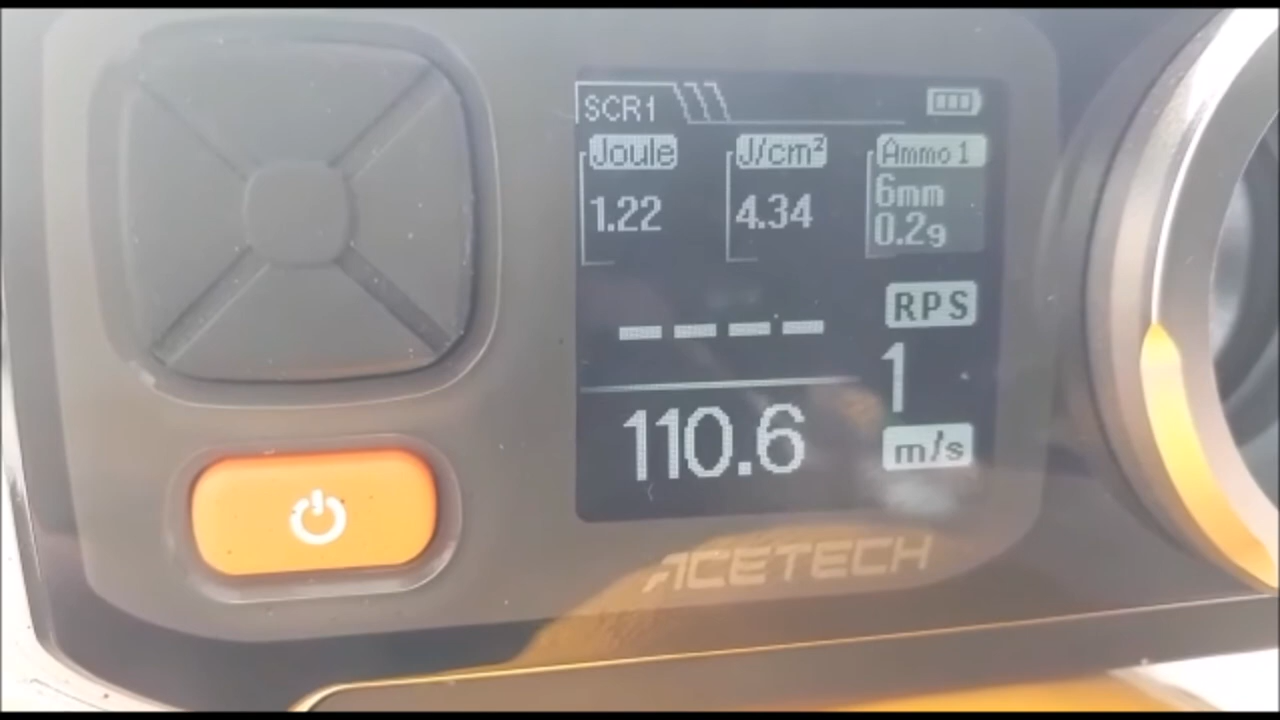 SCR1
Joule J/cm² Ammo 1
1.22 4.34 6mm
0.2g
----
RPS
1
110.6 m/s
ACETECH